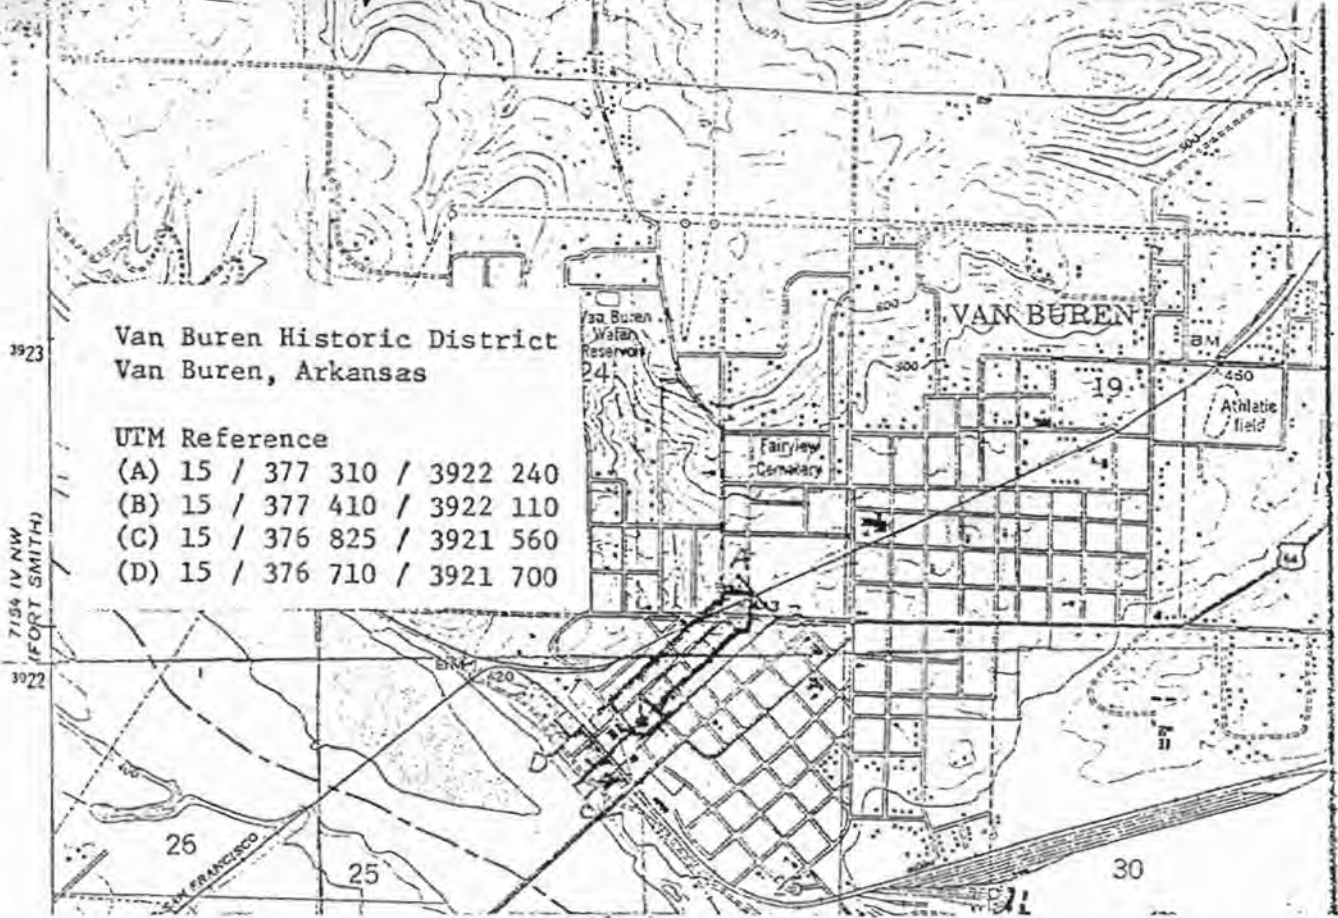 600
500
3923
Van Buren Historic District
Van Buren, Arkansas
UTM Reference
(A) 15 / 377 310 / 3922 240
(B) 15 / 377 410 / 3922 110
(C) 15 / 376 825 / 3921 560
(D) 15 / 376 710 / 3921 700
Van Buren
Water
Reservoir
24
VAN BUREN
BM
450
19
Athletic
field
500
Fairview
Cemetery
7154 IV NW
(FORT SMITH)
64
3922
BM
420
400
26
25
SAN FRANCISCO
30